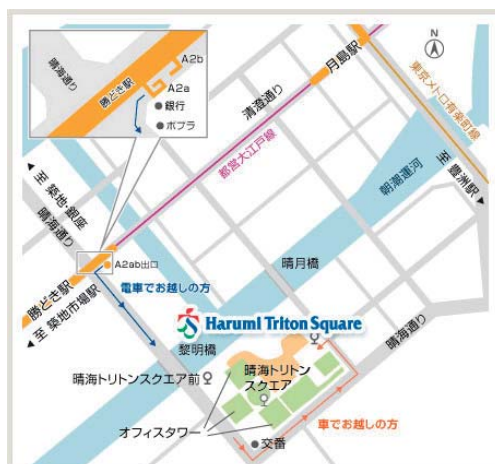 A2b
A2a
晴海通り
勝どき駅
銀行
ポプラ
月島駅
N
清澄通り
東京メトロ有楽町線
都営大江戸線
朝潮運河
至 豊洲駅
至 築地・銀座
晴海通り
A2ab出口
晴月橋
勝どき駅
至 築地市場駅
電車でお越しの方
Harumi Triton Square
晴海通り
黎明橋
晴海トリトンスクエア前
晴海トリトン
スクエア
車でお越しの方
オフィスタワー
交番